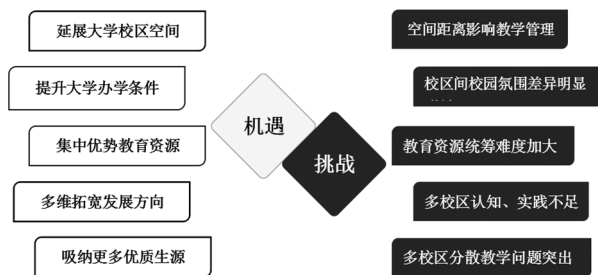 延展大学校区空间
提升大学办学条件
集中优势教育资源
多维拓宽发展方向
吸纳更多优质生源
机遇
挑战
空间距离影响教学管理
校区间校园氛围差异明显
教育资源统筹难度加大
多校区认知、实践不足
多校区分散教学问题突出